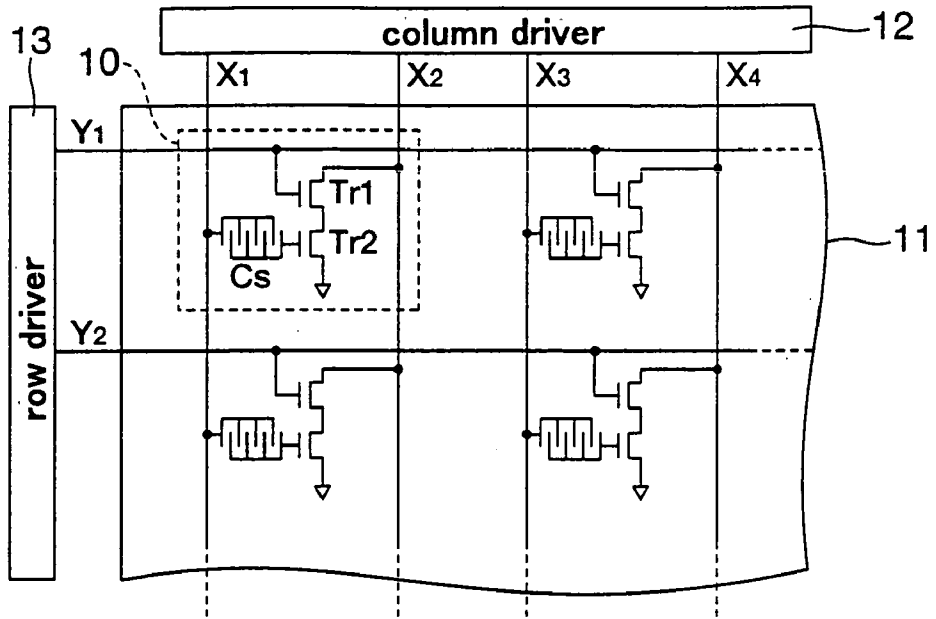 column driver
12
13
10
X1
X2
X3
X4
Y1
Tr1
Tr2
Cs
11
row driver
Y2